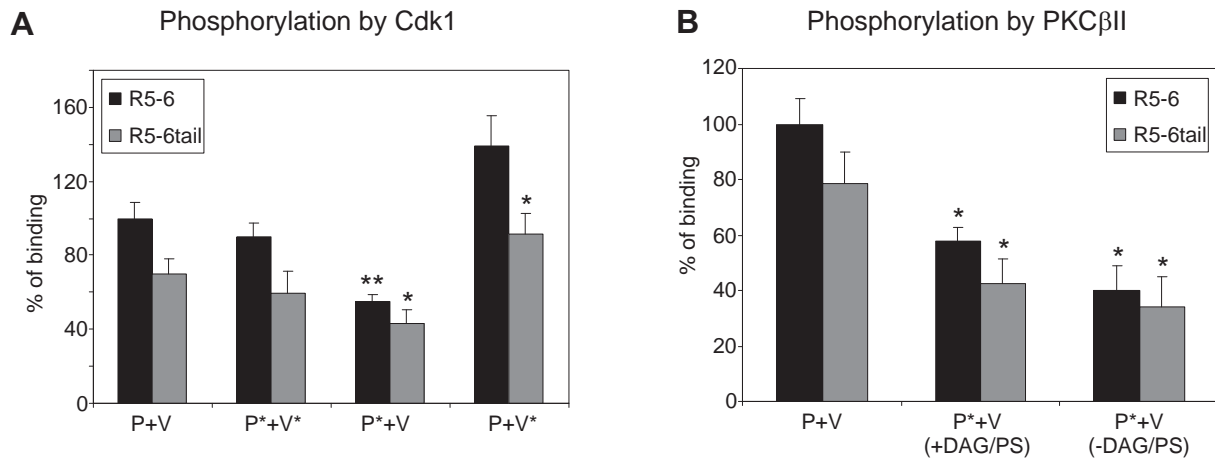 A
Phosphorylation by Cdk1
% of binding
160
120
80
40
0
R5-6
R5-6tail
**
*
*
P+V
P*+V*
P*+V
P+V*
B
Phosphorylation by PKCβII
% of binding
120
100
80
60
40
20
0
R5-6
R5-6tail
*
*
*
*
P+V
P*+V
(+DAG/PS)
P*+V
(-DAG/PS)